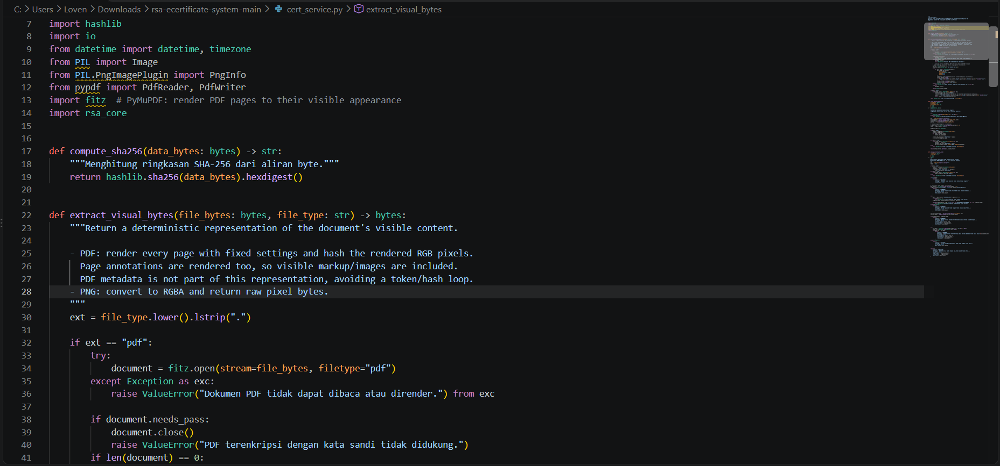 C: > Users > Loven > Downloads > rsa-ecertificate-system-main > cert_service.py > extract_visual_bytes
7 import hashlib
8 import io
9 from datetime import datetime, timezone
10 from PIL import Image
11 from PIL.PngImagePlugin import PngInfo
12 from pypdf import PdfReader, PdfWriter
13 import fitz  # PyMuPDF: render PDF pages to their visible appearance
14 import rsa_core
15
16
17 def compute_sha256(data_bytes: bytes) -> str:
18     """Menghitung ringkasan SHA-256 dari aliran byte."""
19     return hashlib.sha256(data_bytes).hexdigest()
20
21
22 def extract_visual_bytes(file_bytes: bytes, file_type: str) -> bytes:
23     """Return a deterministic representation of the document's visible content.
24
25     - PDF: render every page with fixed settings and hash the rendered RGB pixels.
26       Page annotations are rendered too, so visible markup/images are included.
27       PDF metadata is not part of this representation, avoiding a token/hash loop.
28     - PNG: convert to RGBA and return raw pixel bytes.
29     """
30     ext = file_type.lower().lstrip(".")
31
32     if ext == "pdf":
33         try:
34             document = fitz.open(stream=file_bytes, filetype="pdf")
35         except Exception as exc:
36             raise ValueError("Dokumen PDF tidak dapat dibaca atau dirender.") from exc
37
38         if document.needs_pass:
39             document.close()
40             raise ValueError("PDF terenkripsi dengan kata sandi tidak didukung.")
41         if len(document) == 0: